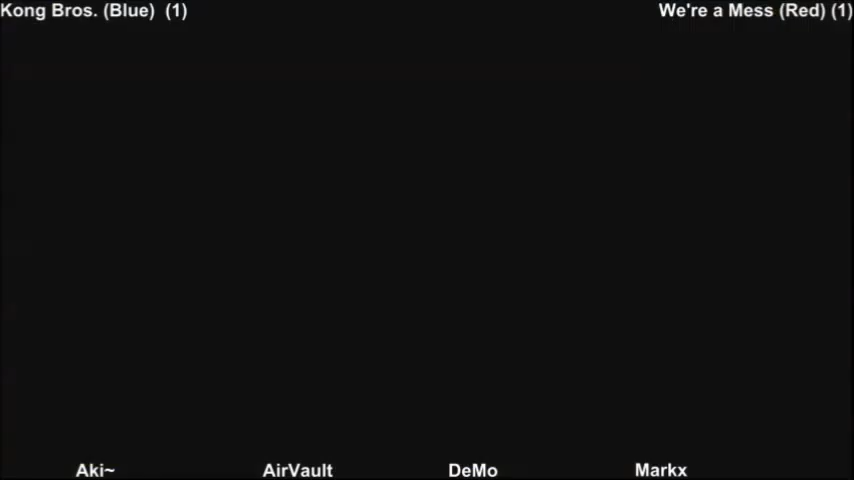 Kong Bros. (Blue)  (1)
We're a Mess (Red) (1)
Aki~
AirVault
DeMo
Markx